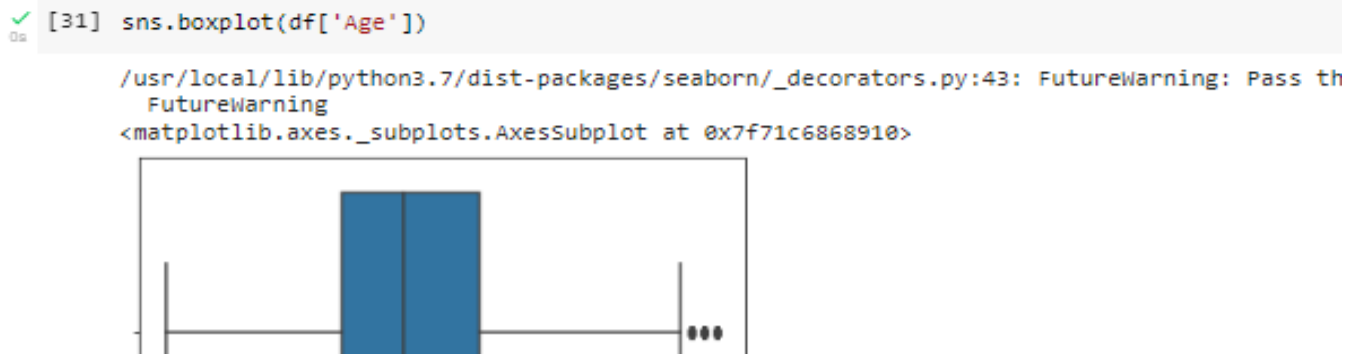 [31] sns.boxplot(df['Age'])
0s
/usr/local/lib/python3.7/dist-packages/seaborn/_decorators.py:43: FutureWarning: Pass th
FutureWarning
<matplotlib.axes._subplots.AxesSubplot at 0x7f71c6868910>